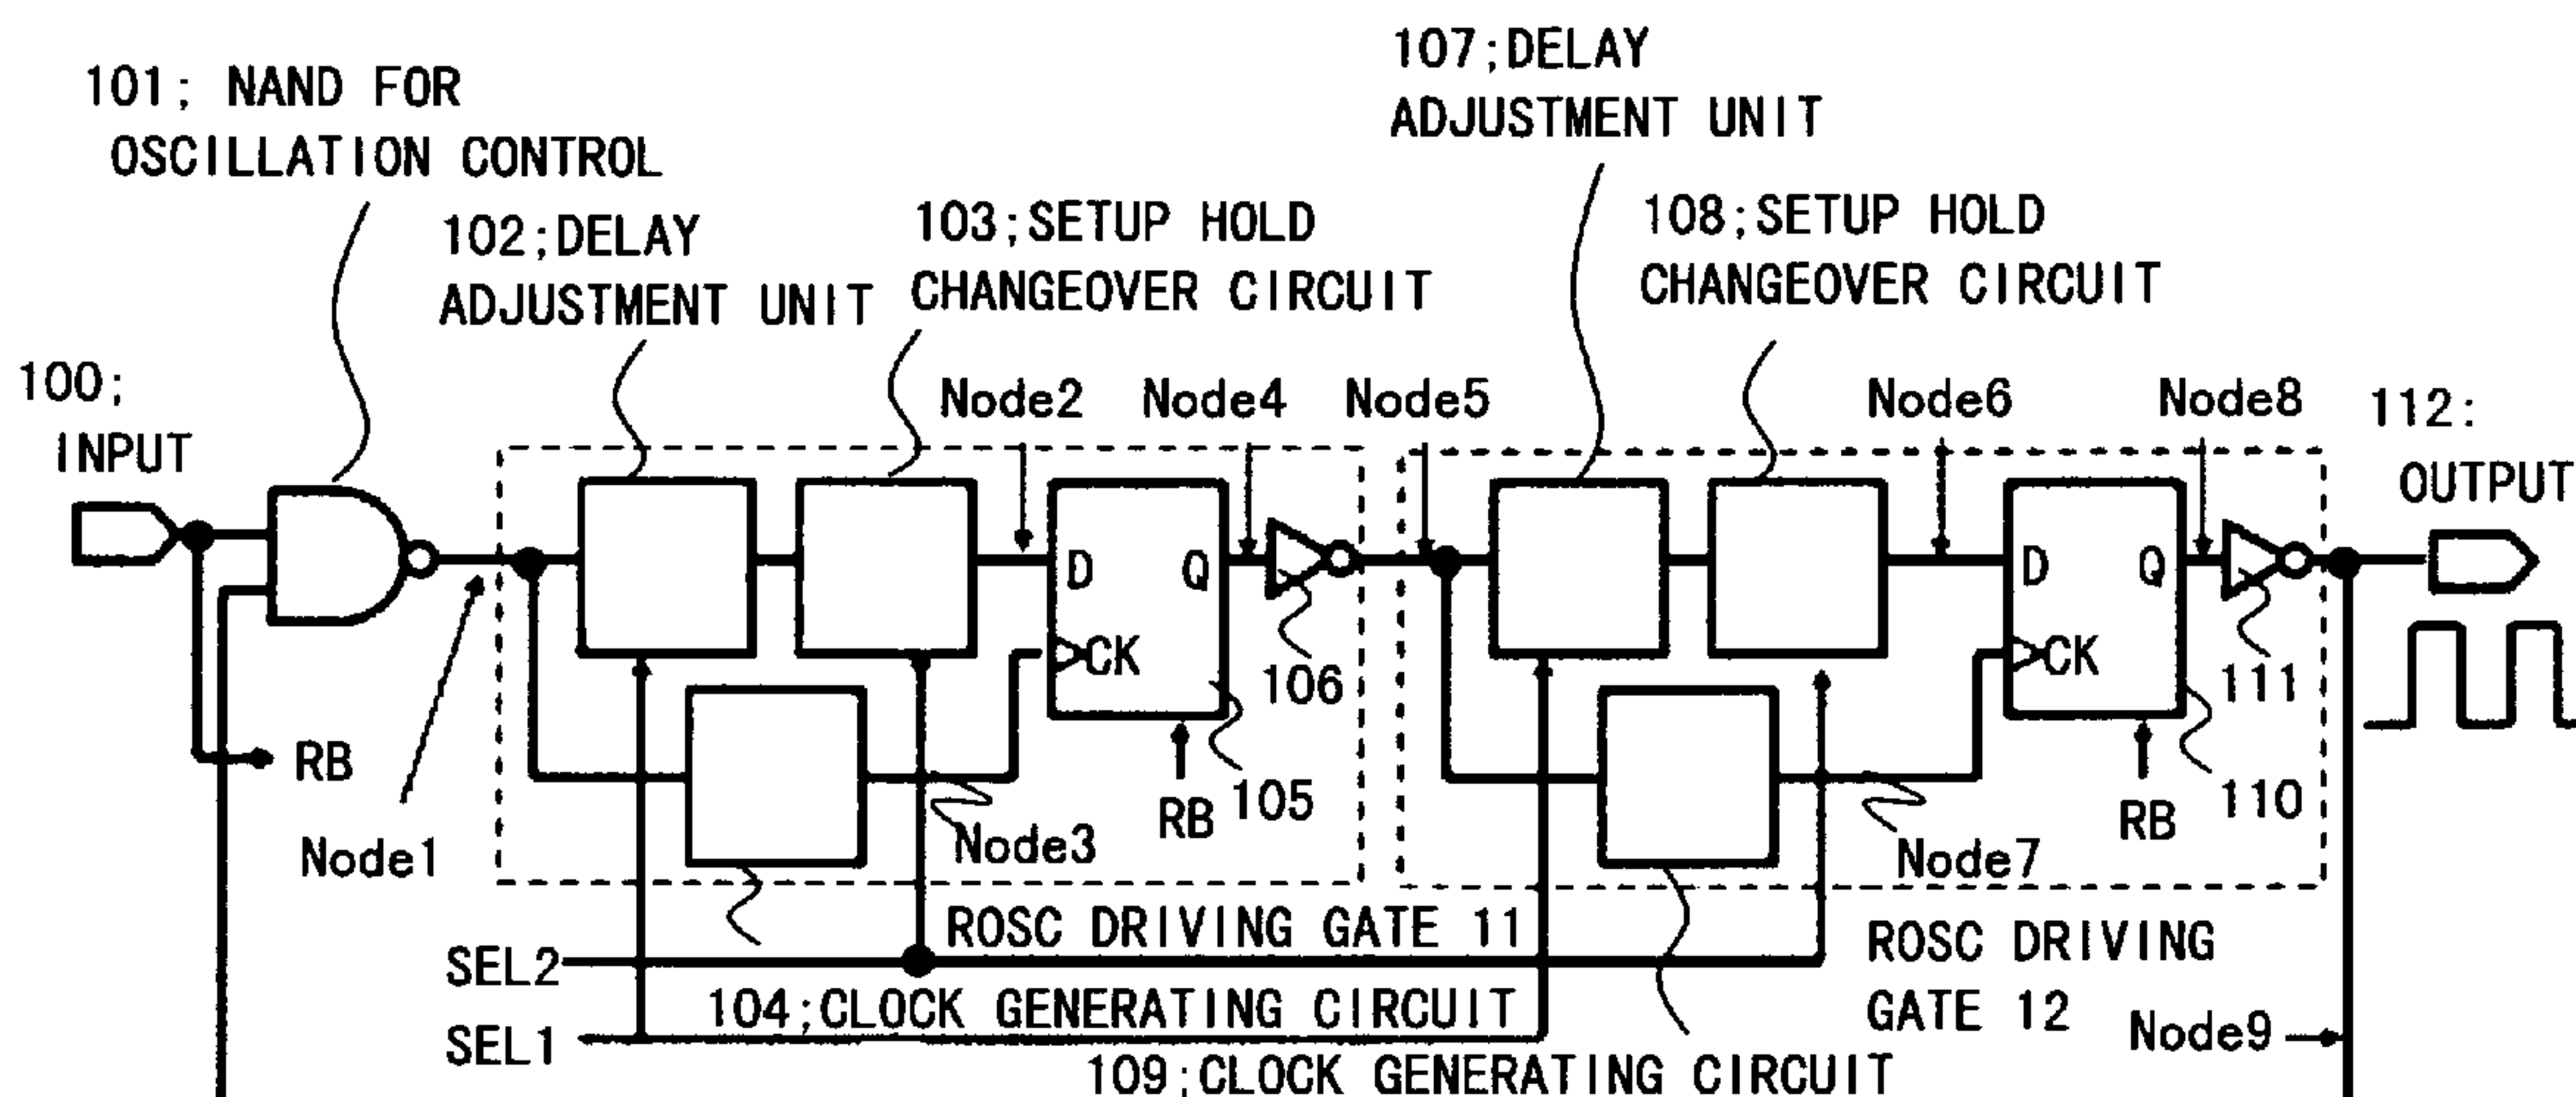 107;DELAY
ADJUSTMENT UNIT
101; NAND FOR
OSCILLATION CONTROL
102;DELAY
ADJUSTMENT UNIT
103;SETUP HOLD
CHANGEOVER CIRCUIT
108;SETUP HOLD
CHANGEOVER CIRCUIT
100;
INPUT
Node2
Node4
Node5
Node6
Node8
112:
OUTPUT
D
Q
CK
D
Q
CK
106
111
RB
105
RB
110
RB
Node1
Node3
Node7
ROSC DRIVING GATE 11
ROSC DRIVING
GATE 12
SEL2
104;CLOCK GENERATING CIRCUIT
SEL1
Node9
109;CLOCK GENERATING CIRCUIT